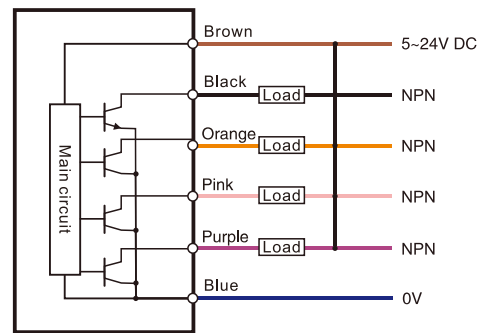 Brown 5~24V DC
Black Load NPN
Orange Load NPN
Pink Load NPN
Purple Load NPN
Blue 0V
Main circuit